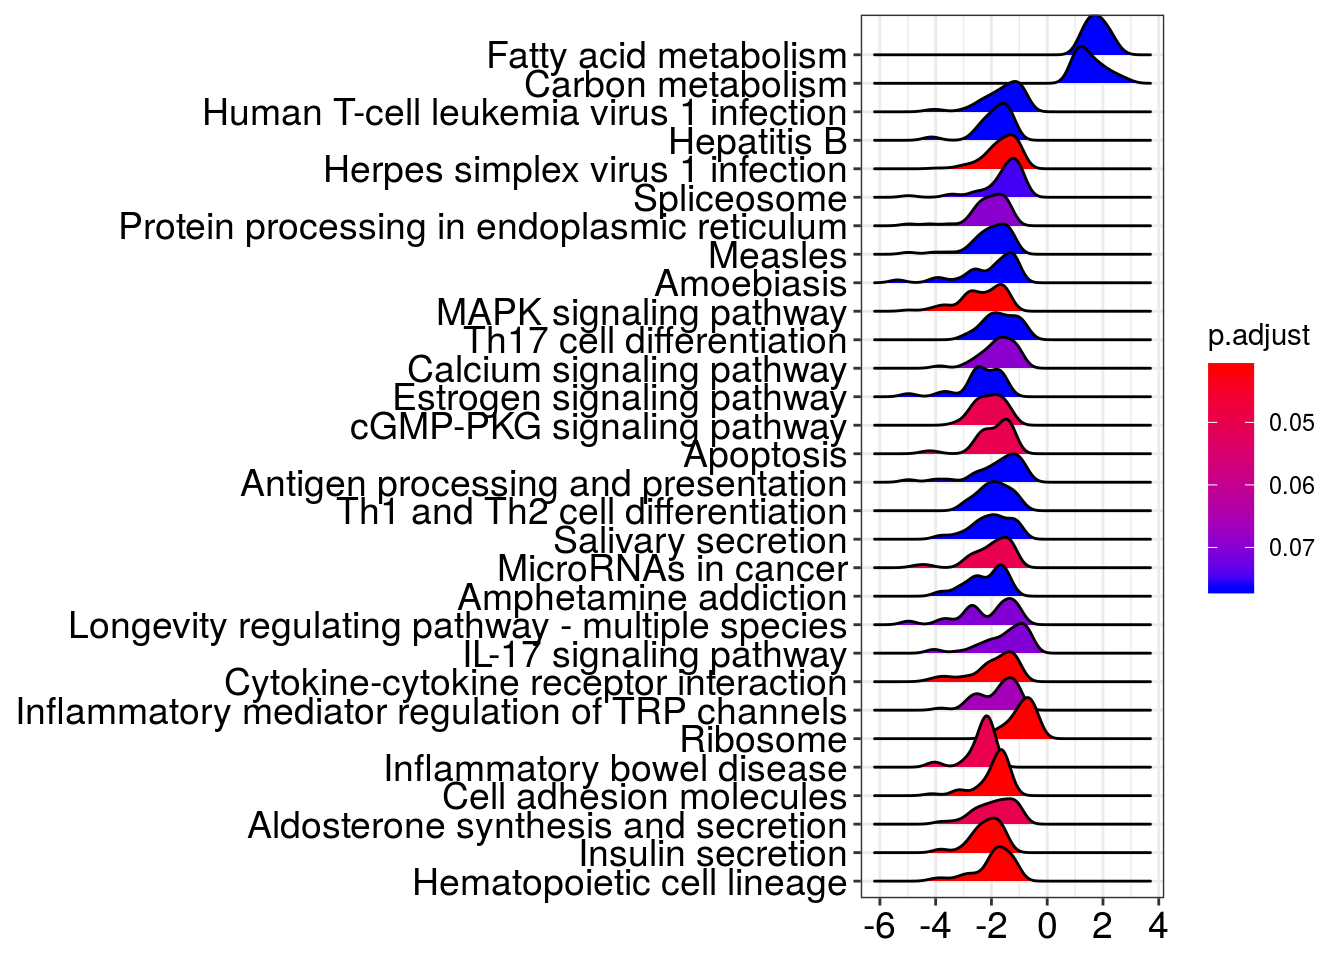 Fatty acid metabolism
Carbon metabolism
Human T-cell leukemia virus 1 infection
Hepatitis B
Herpes simplex virus 1 infection
Spliceosome
Protein processing in endoplasmic reticulum
Measles
Amoebiasis
MAPK signaling pathway
Th17 cell differentiation
Calcium signaling pathway
Estrogen signaling pathway
cGMP-PKG signaling pathway
Apoptosis
Antigen processing and presentation
Th1 and Th2 cell differentiation
Salivary secretion
MicroRNAs in cancer
Amphetamine addiction
Longevity regulating pathway - multiple species
IL-17 signaling pathway
Cytokine-cytokine receptor interaction
Inflammatory mediator regulation of TRP channels
Ribosome
Inflammatory bowel disease
Cell adhesion molecules
Aldosterone synthesis and secretion
Insulin secretion
Hematopoietic cell lineage
-6 -4 -2 0 2 4
p.adjust
0.05
0.06
0.07